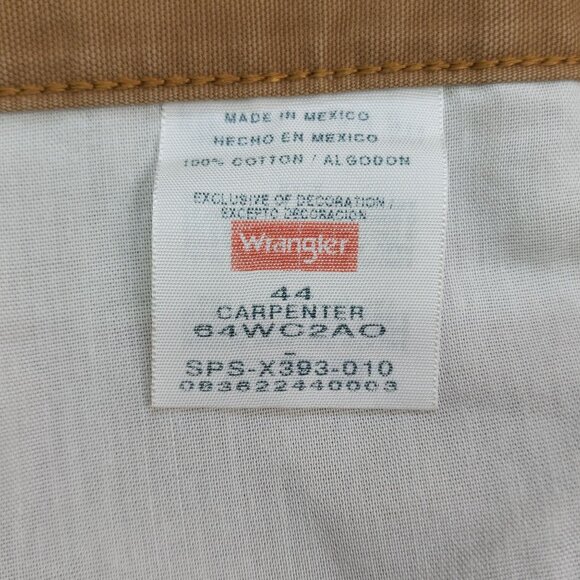 MADE IN MEXICO
HECHO EN MEXICO
100% COTTON / ALGODON
EXCLUSIVE OF DECORATION /
EXCEPTO DECORACION
Wrangler
44
CARPENTER
64WC2AO
-
SPS-X393-010
083622440003